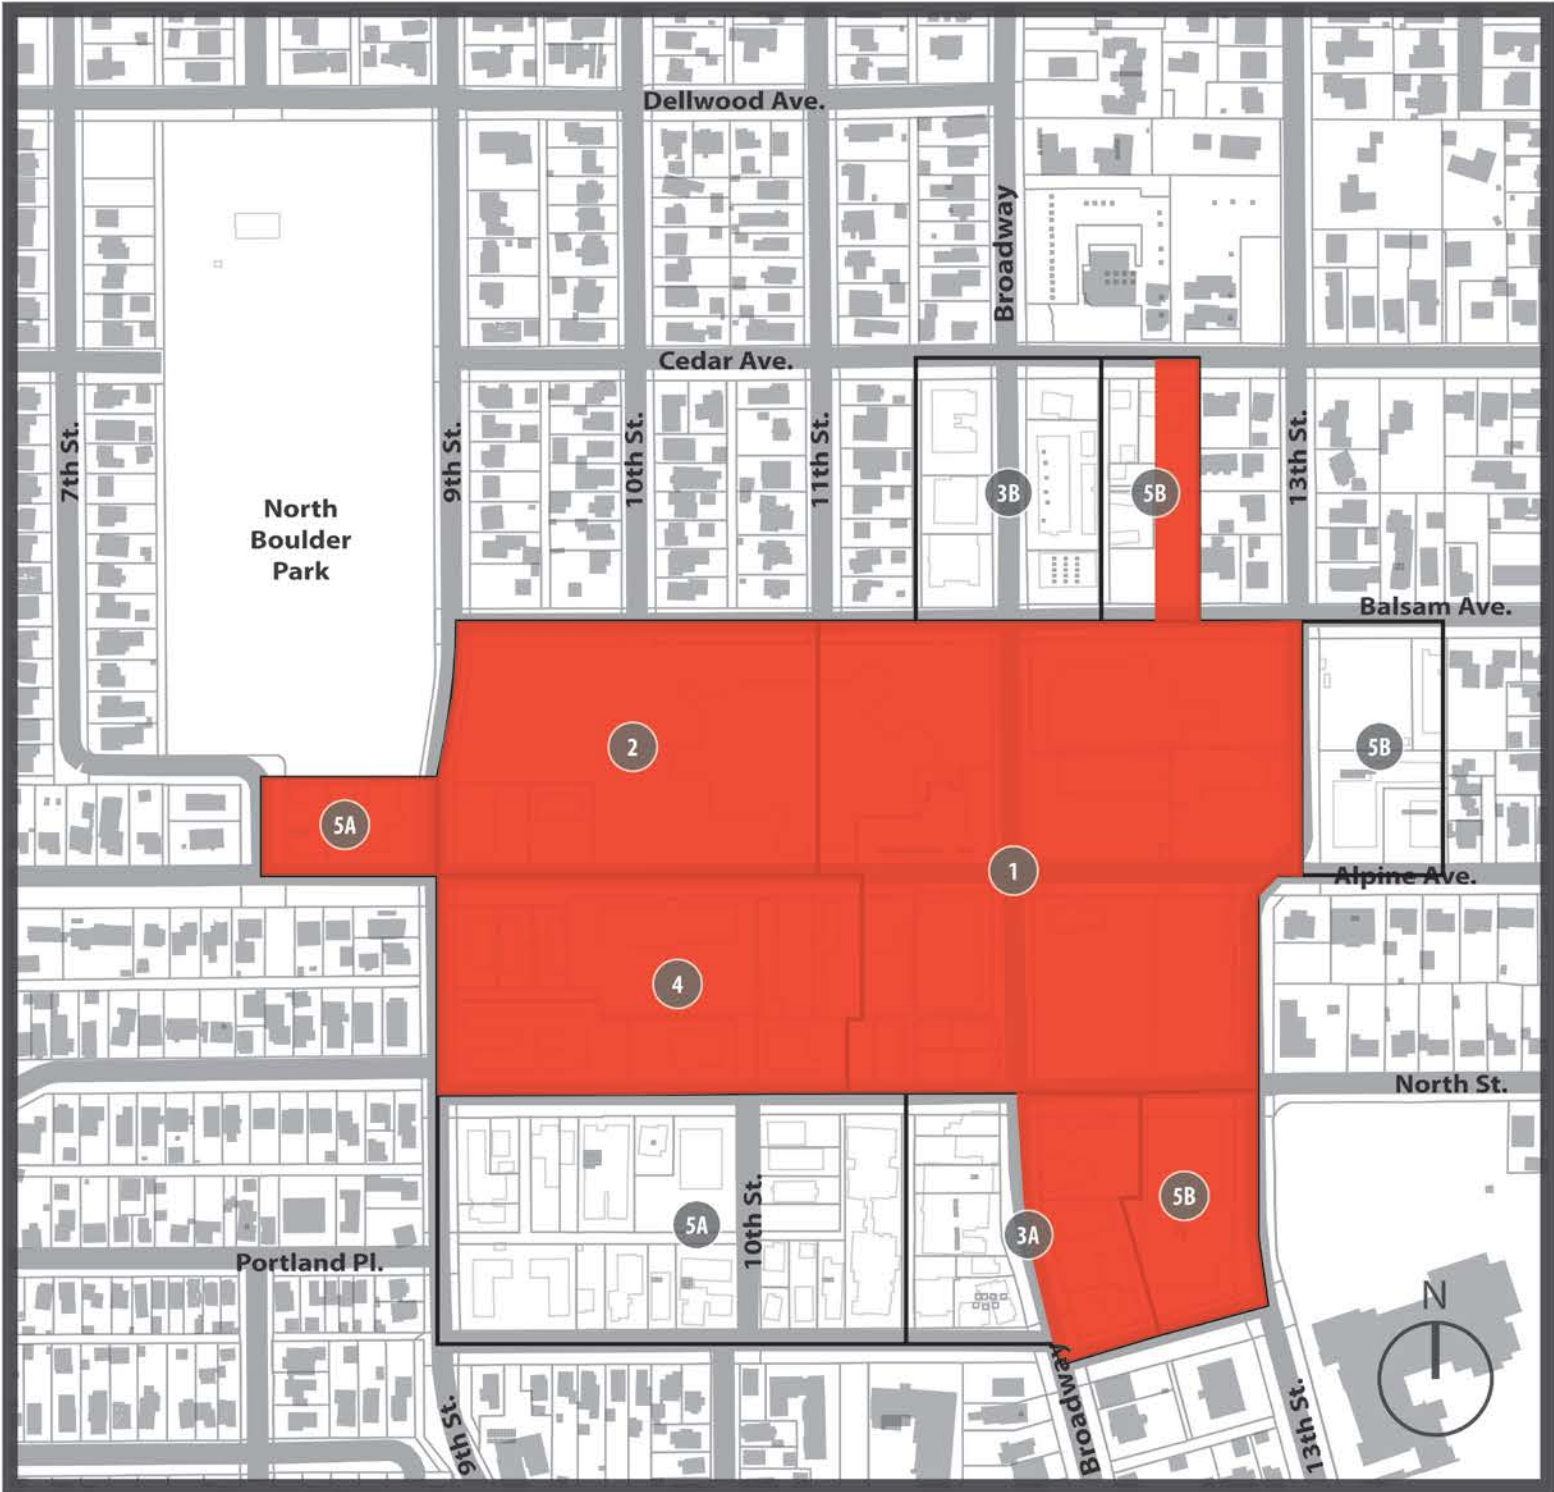 Dellwood Ave.
Broadway
Cedar Ave.
7th St.
9th St.
10th St.
11th St.
13th St.
3B
5B
North
Boulder
Park
Balsam Ave.
2
5B
5A
1
Alpine Ave.
4
North St.
5A
10th St.
3A
5B
Portland Pl.
N
9th St.
Broadway
13th St.